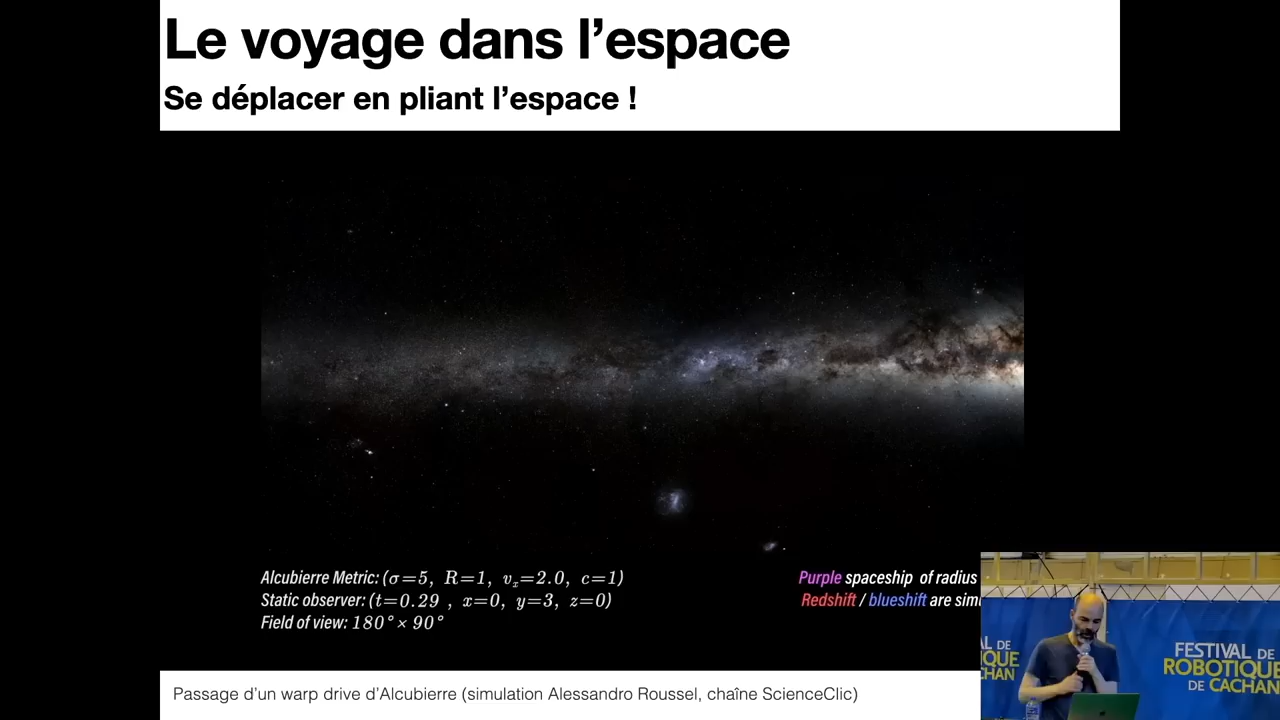 Le voyage dans l’espace
Se déplacer en pliant l’espace !
Alcubierre Metric: (σ=5, R=1, vₓ=2.0, c=1)
Static observer: (t=0.29 , x=0, y=3, z=0)
Field of view: 180° × 90°
Purple spaceship of radius
Redshift / blueshift are
Passage d’un warp drive d’Alcubierre (simulation Alessandro Roussel, chaîne ScienceClic)
FESTIVAL DE
ROBOTIQUE
DE CACHAN